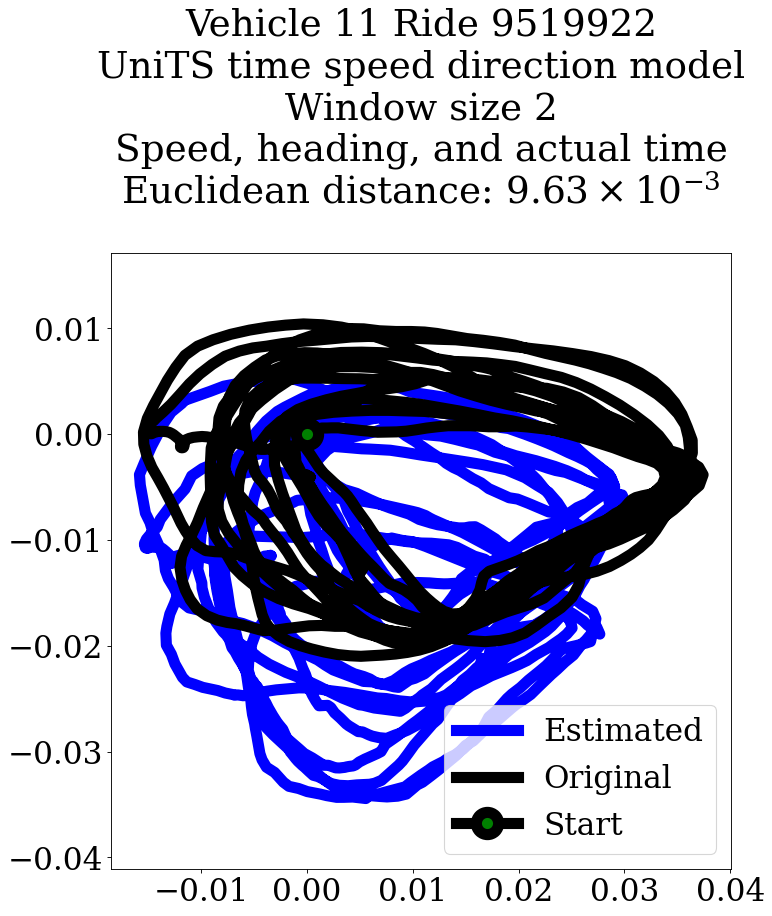 Vehicle 11 Ride 9519922
UniTS time speed direction model
Window size 2
Speed, heading, and actual time
Euclidean distance: 9.63 × 10⁻³
0.01
0.00
−0.01
−0.02
−0.03
−0.04
Estimated
Original
Start
−0.01 0.00 0.01 0.02 0.03 0.04